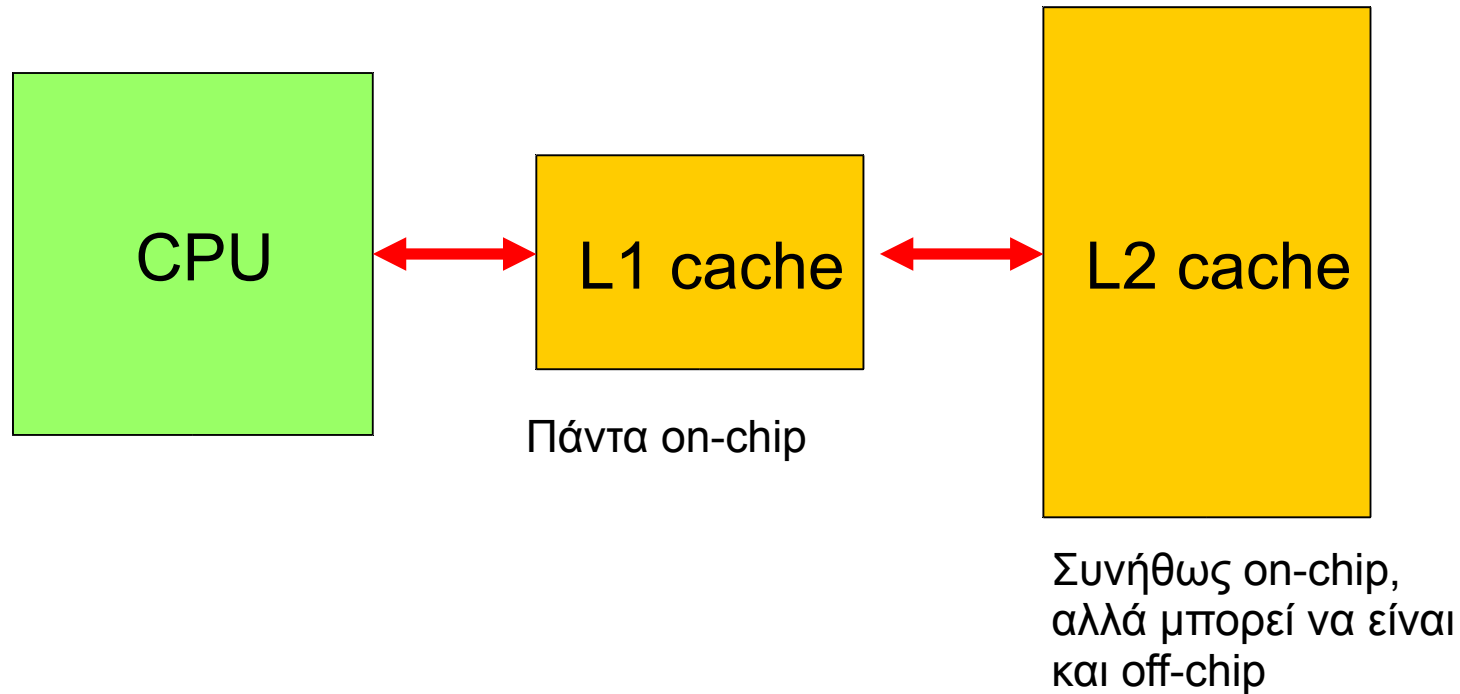 CPU
L1 cache
L2 cache
Πάντα on-chip
Συνήθως on-chip,
αλλά μπορεί να είναι
και off-chip